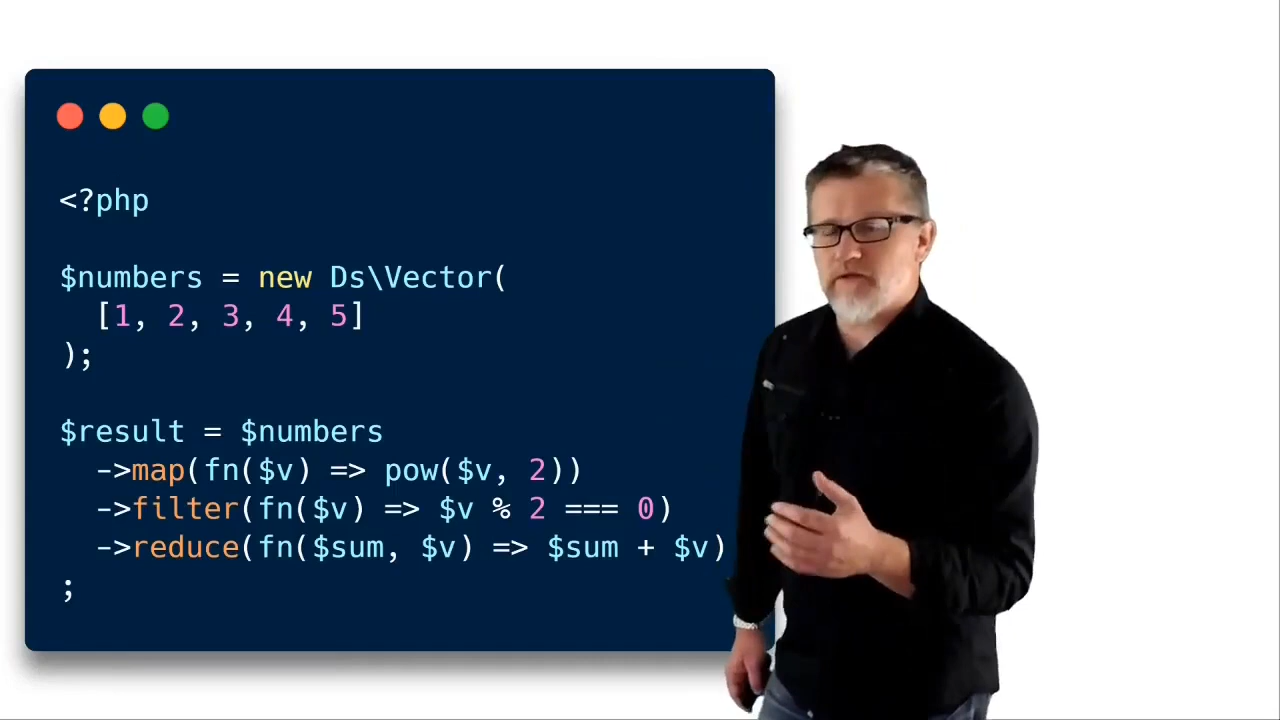 <?php
$numbers = new Ds\Vector(
[1, 2, 3, 4, 5]
);
$result = $numbers
->map(fn($v) => pow($v, 2))
->filter(fn($v) => $v % 2 === 0)
->reduce(fn($sum, $v) => $sum + $v)
;